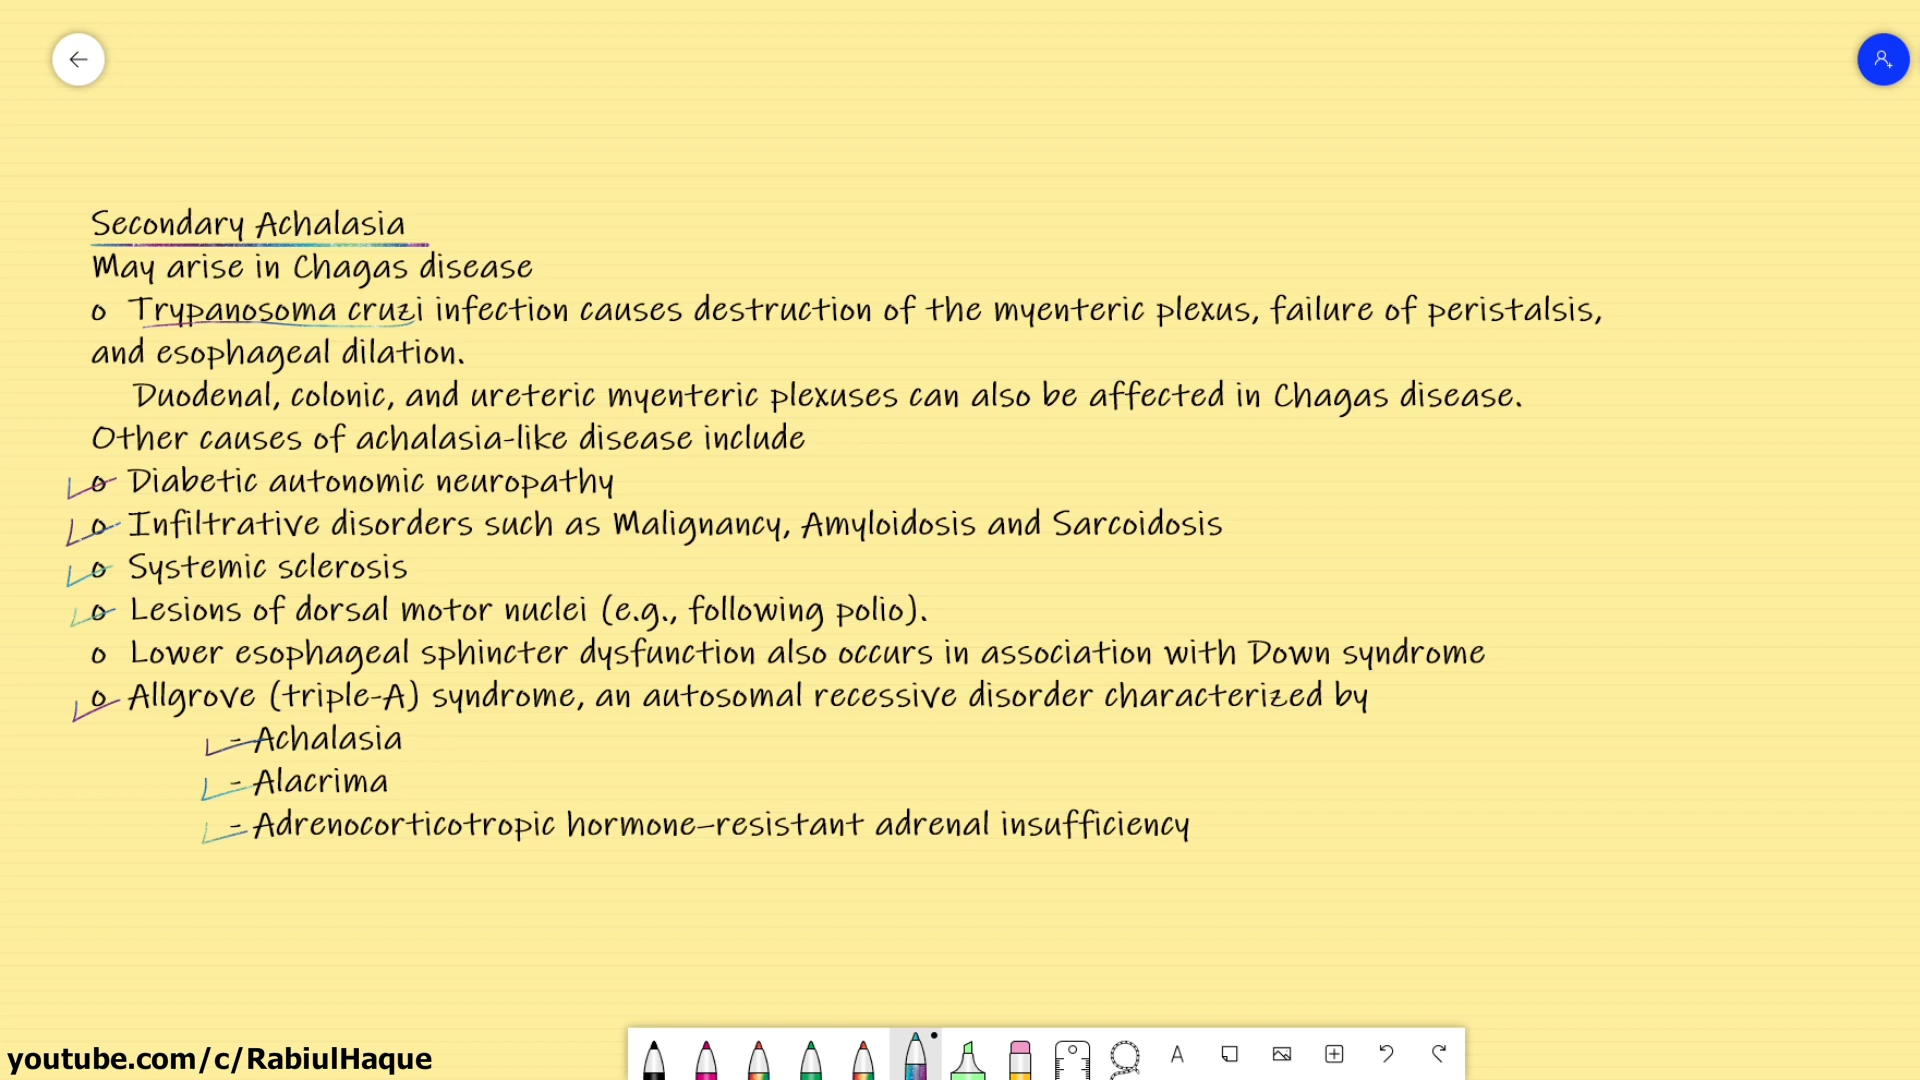 Secondary Achalasia
May arise in Chagas disease
o Trypanosoma cruzi infection causes destruction of the myenteric plexus, failure of peristalsis,
and esophageal dilation.
Duodenal, colonic, and ureteric myenteric plexuses can also be affected in Chagas disease.
Other causes of achalasia-like disease include
o Diabetic autonomic neuropathy
o Infiltrative disorders such as Malignancy, Amyloidosis and Sarcoidosis
o Systemic sclerosis
o Lesions of dorsal motor nuclei (e.g., following polio).
o Lower esophageal sphincter dysfunction also occurs in association with Down syndrome
o Allgrove (triple-A) syndrome, an autosomal recessive disorder characterized by
- Achalasia
- Alacrima
- Adrenocorticotropic hormone–resistant adrenal insufficiency
youtube.com/c/RabiulHaque